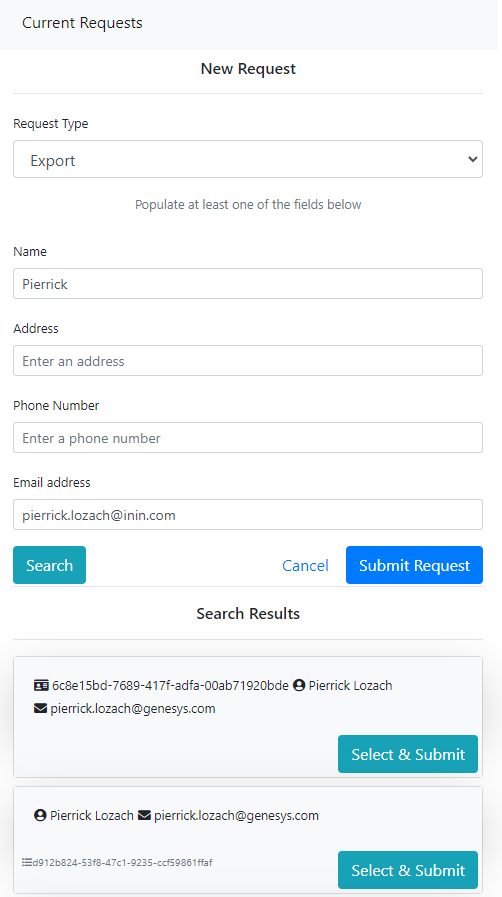 Current Requests
New Request
Request Type
Export
Populate at least one of the fields below
Name
Pierrick
Address
Enter an address
Phone Number
Enter a phone number
Email address
pierrick.lozach@inin.com
Search Cancel Submit Request
Search Results
6c8e15bd-7689-417f-adfa-00ab71920bde Pierrick Lozach
pierrick.lozach@genesys.com
Select & Submit
Pierrick Lozach pierrick.lozach@genesys.com
d912b824-53f8-47c1-9235-ccf59861ffaf
Select & Submit